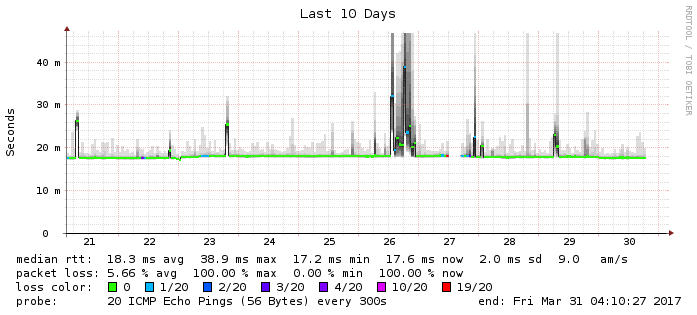 Last 10 Days
RRDTOOL / TOBI OETIKER
Seconds
40 m
30 m
20 m
10 m
0
21 22 23 24 25 26 27 28 29 30
median rtt: 18.3 ms avg 38.9 ms max 17.2 ms min 17.6 ms now 2.0 ms sd 9.0 am/s
packet loss: 5.66 % avg 100.00 % max 0.00 % min 100.00 % now
loss color: 0 1/20 2/20 3/20 4/20 10/20 19/20
probe: 20 ICMP Echo Pings (56 Bytes) every 300s end: Fri Mar 31 04:10:27 2017